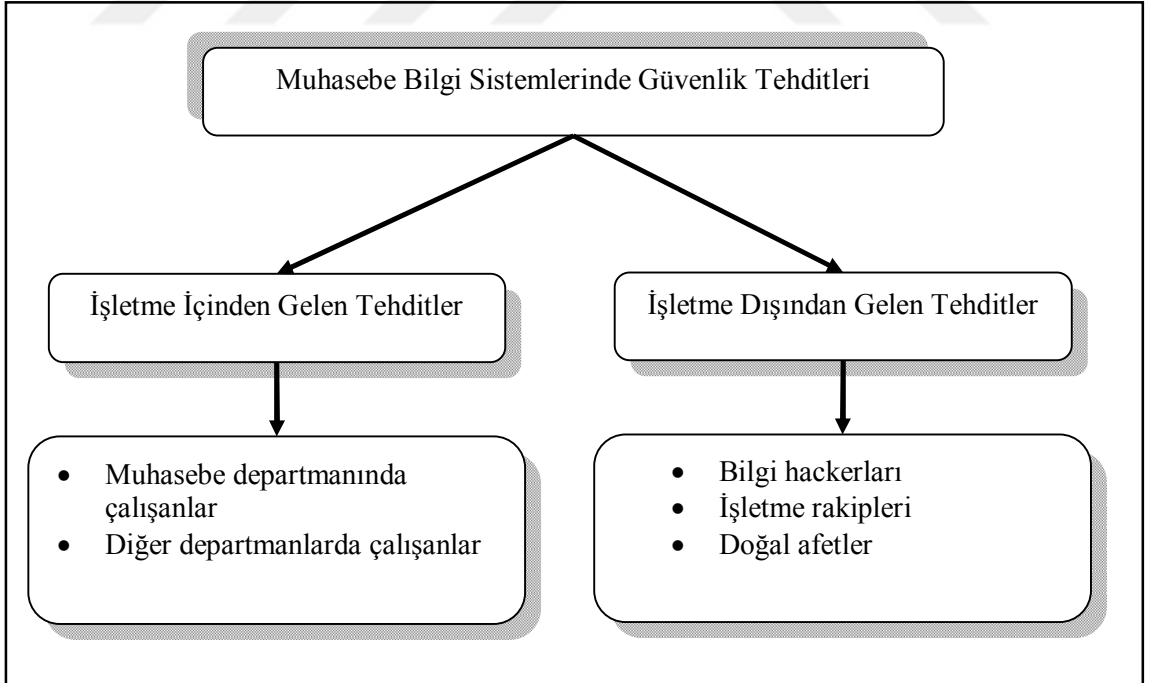 Muhasebe Bilgi Sistemlerinde Güvenlik Tehditleri
İşletme İçinden Gelen Tehditler
İşletme Dışından Gelen Tehditler
• Muhasebe departmanında
çalışanlar
• Diğer departmanlarda çalışanlar
• Bilgi hackerları
• İşletme rakipleri
• Doğal afetler